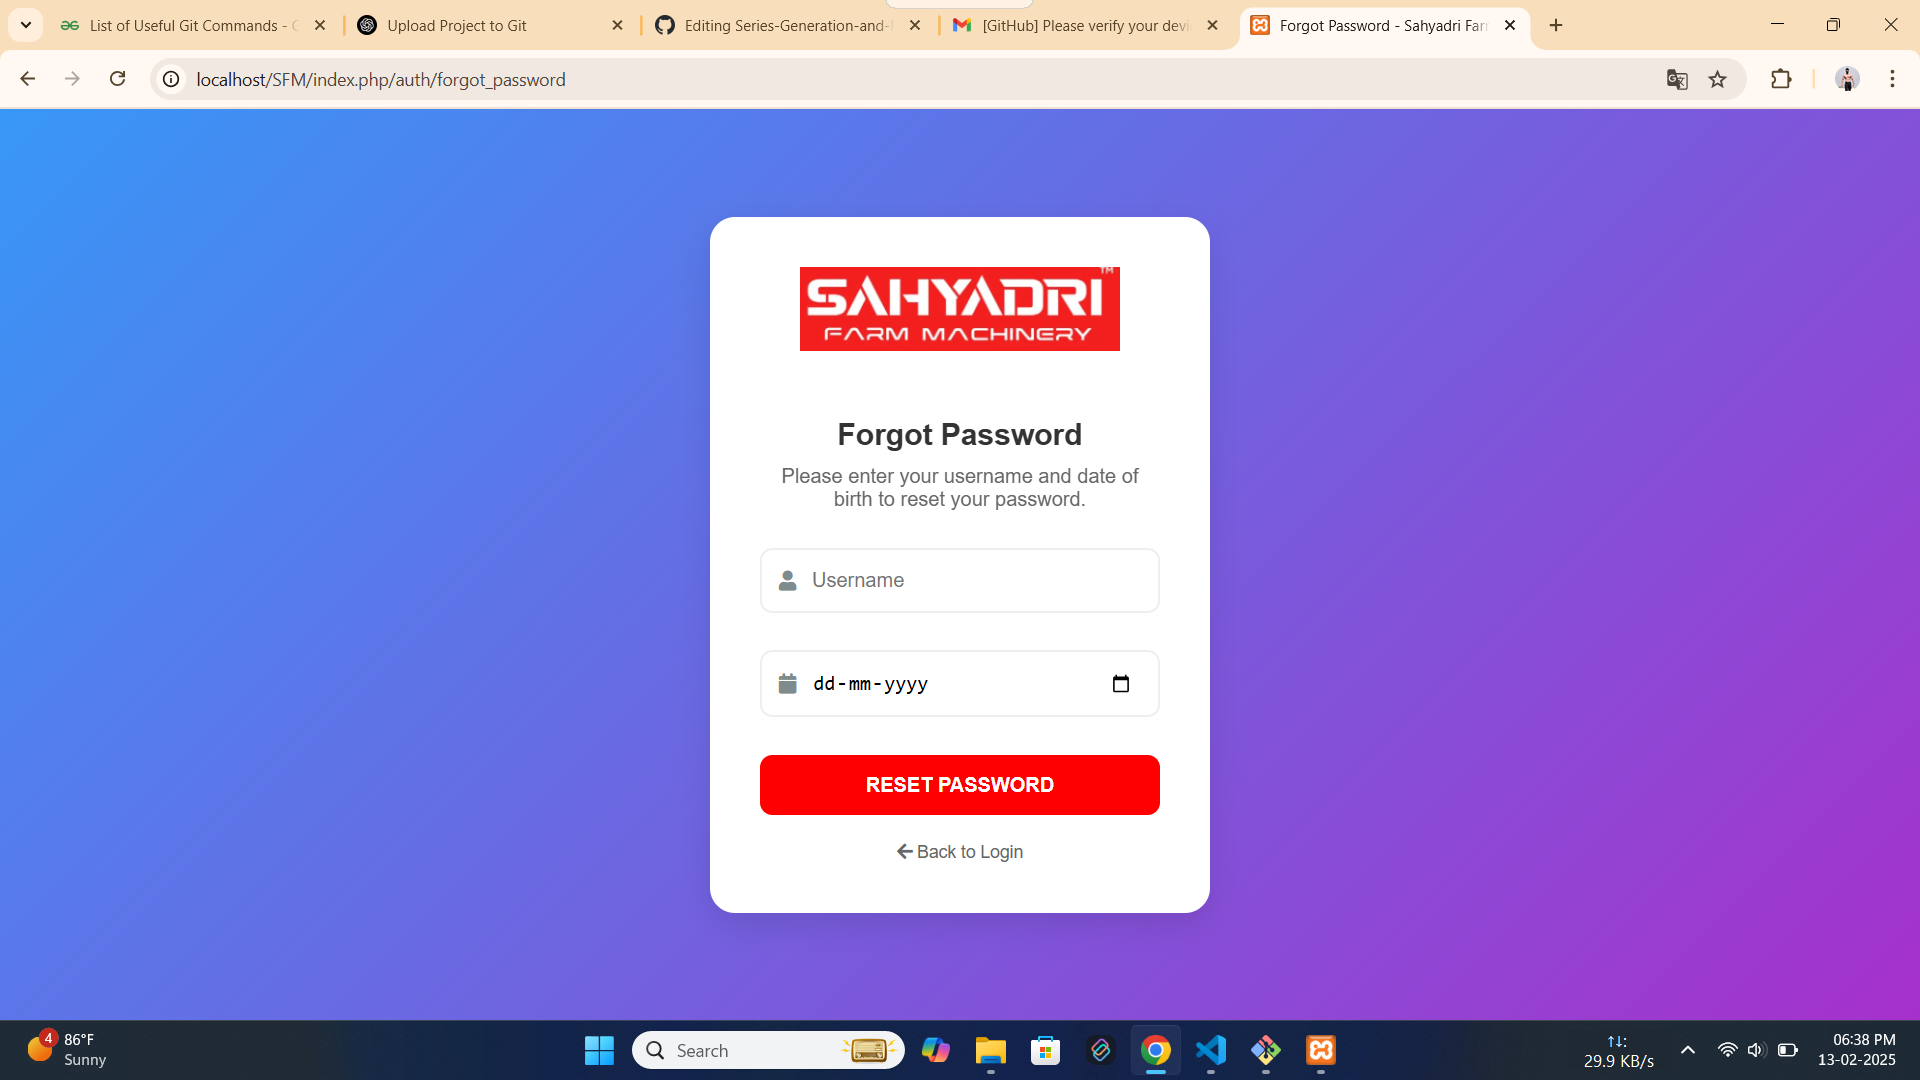 List of Useful Git Commands - G
Upload Project to Git
Editing Series-Generation-and-
[GitHub] Please verify your devi
Forgot Password - Sahyadri Far
localhost/SFM/index.php/auth/forgot_password
SAHYADRI
TM
FARM MACHINERY
Forgot Password
Please enter your username and date of
birth to reset your password.
Username
dd-mm-yyyy
RESET PASSWORD
Back to Login
4
86°F
Sunny
Search
29.9 KB/s
06:38 PM
13-02-2025